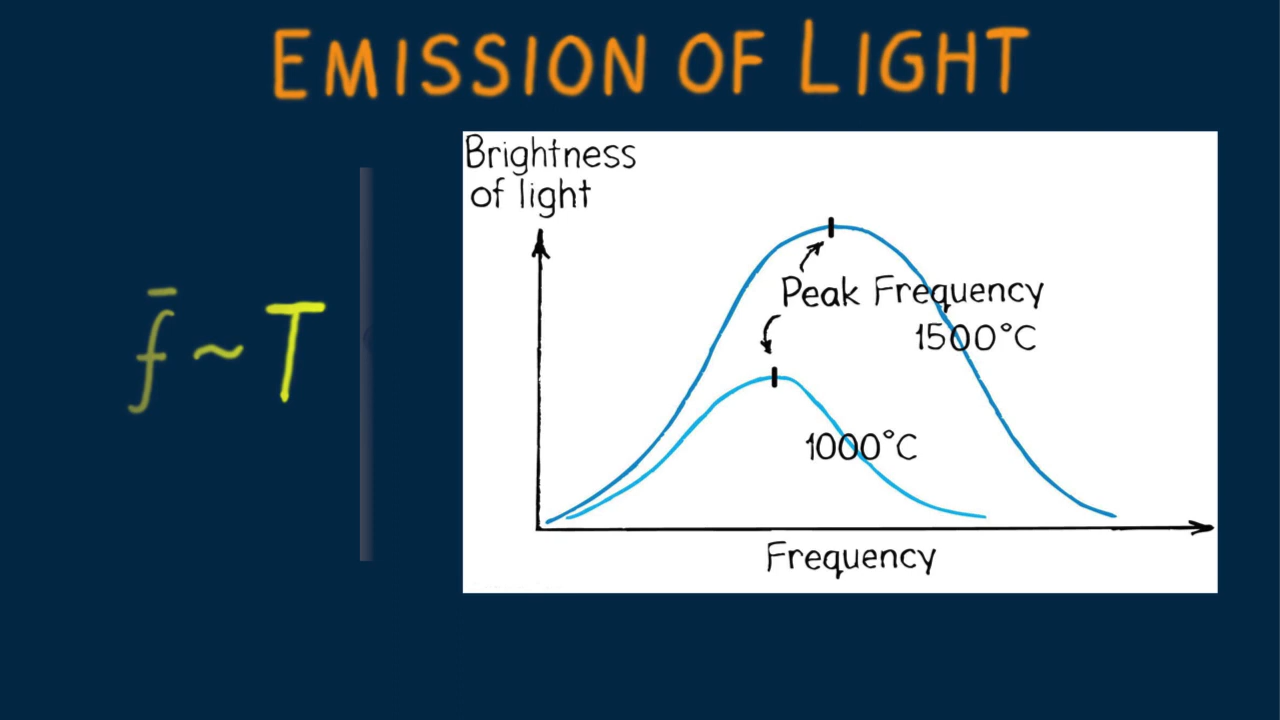 EMISSION OF LIGHT
f̄ ~ T
Brightness
of light
Peak Frequency
1500°C
1000°C
Frequency